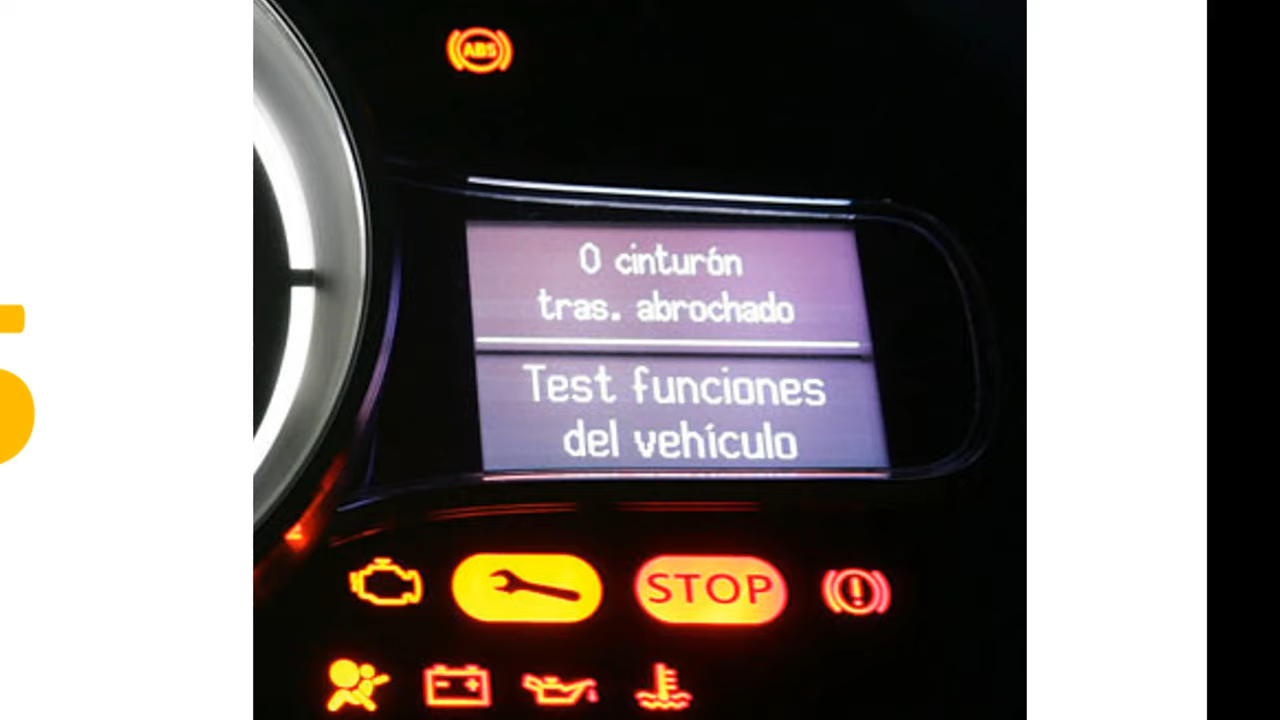 ABS
0 cinturón
tras. abrochado
Test funciones
del vehículo
STOP